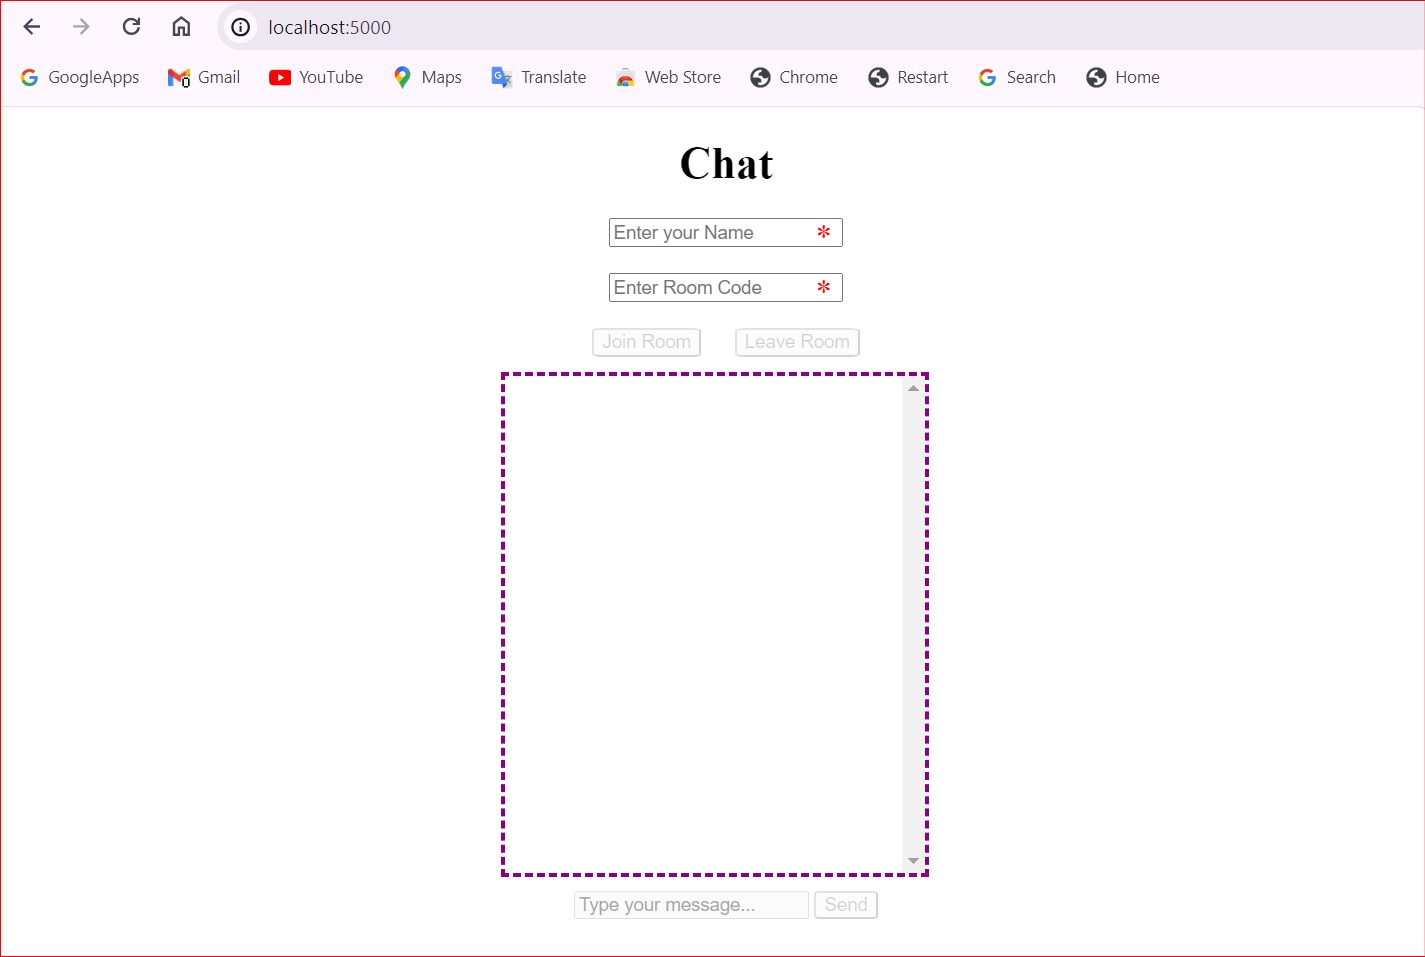 localhost:5000
GoogleApps Gmail YouTube Maps Translate Web Store Chrome Restart Search Home
Chat
Enter your Name *
Enter Room Code *
Join Room Leave Room
Type your message... Send